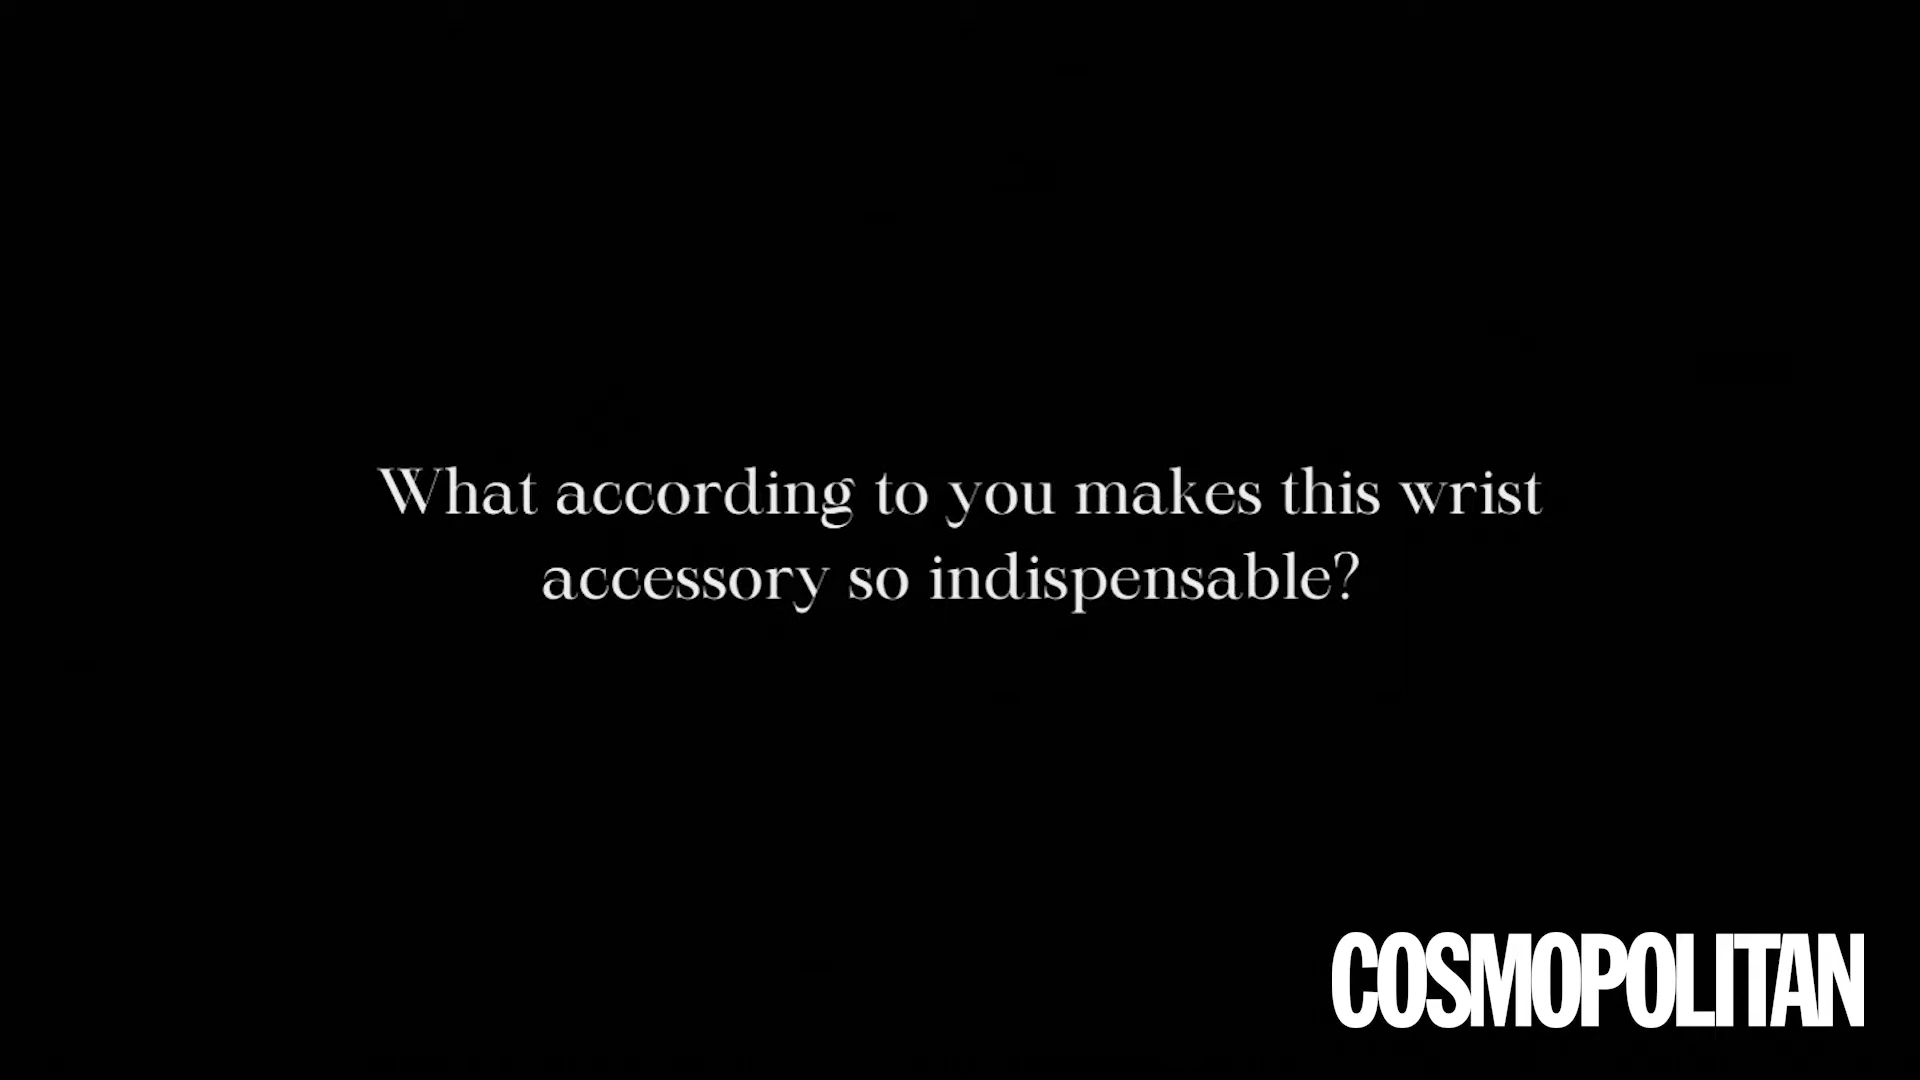 What according to you makes this wrist
accessory so indispensable?
COSMOPOLITAN